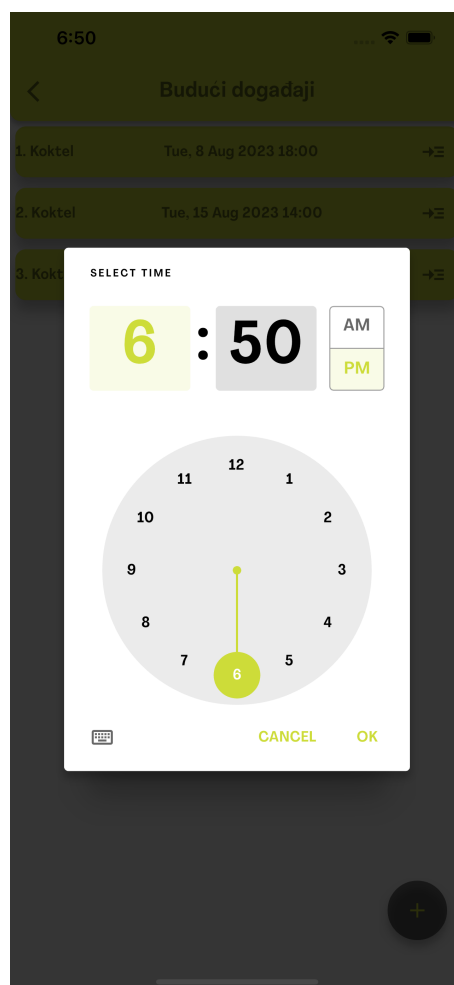 6:50
Budući događaji
1. Koktel Tue, 8 Aug 2023 18:00
2. Koktel Tue, 15 Aug 2023 14:00
3. Kokt
SELECT TIME
6 : 50
AM
PM
12
11 1
10 2
9 3
8 4
7 5
6
CANCEL OK
+